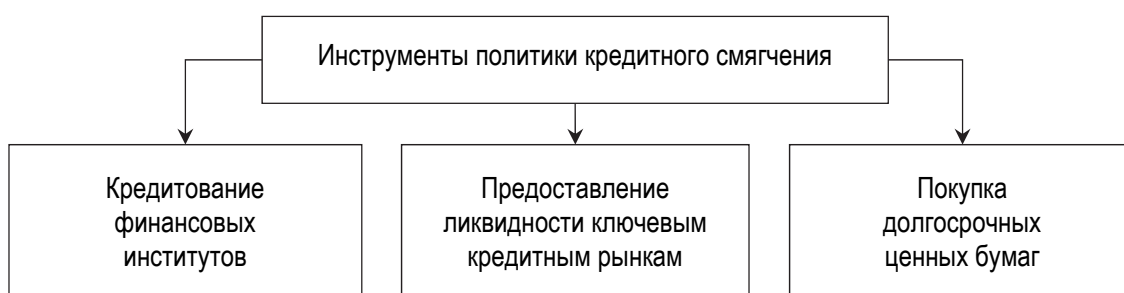 Инструменты политики кредитного смягчения
Кредитование
финансовых
институтов
Предоставление
ликвидности ключевым
кредитным рынкам
Покупка
долгосрочных
ценных бумаг